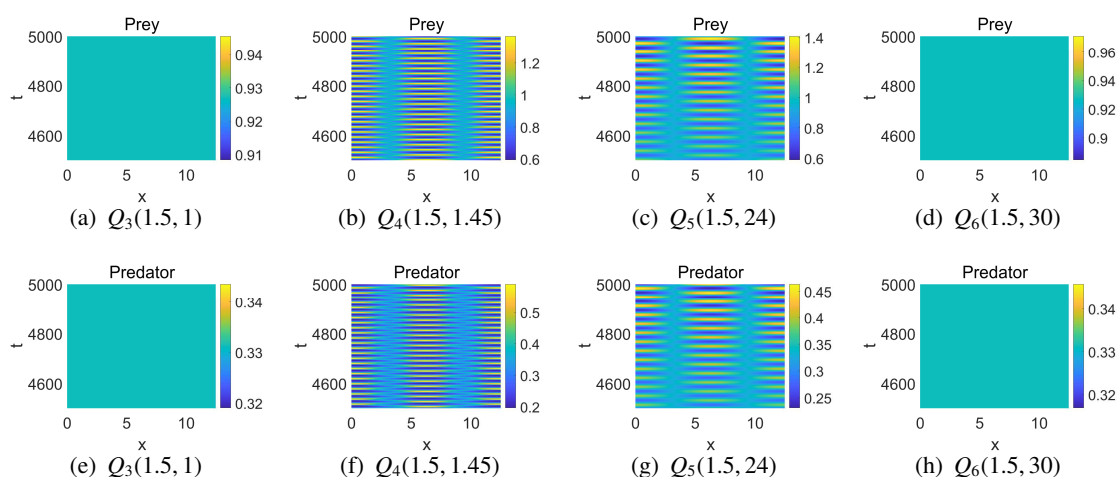 Prey
5000
4800
4600
t
0 5 10
x
0.94
0.93
0.92
0.91
(a) Q₃(1.5, 1)
Prey
5000
4800
4600
t
0 5 10
x
1.2
1
0.8
0.6
(b) Q₄(1.5, 1.45)
Prey
5000
4800
4600
t
0 5 10
x
1.4
1.2
1
0.8
0.6
(c) Q₅(1.5, 24)
Prey
5000
4800
4600
t
0 5 10
x
0.96
0.94
0.92
0.9
(d) Q₆(1.5, 30)
Predator
5000
4800
4600
t
0 5 10
x
0.34
0.33
0.32
(e) Q₃(1.5, 1)
Predator
5000
4800
4600
t
0 5 10
x
0.5
0.4
0.3
0.2
(f) Q₄(1.5, 1.45)
Predator
5000
4800
4600
t
0 5 10
x
0.45
0.4
0.35
0.3
0.25
(g) Q₅(1.5, 24)
Predator
5000
4800
4600
t
0 5 10
x
0.34
0.33
0.32
(h) Q₆(1.5, 30)